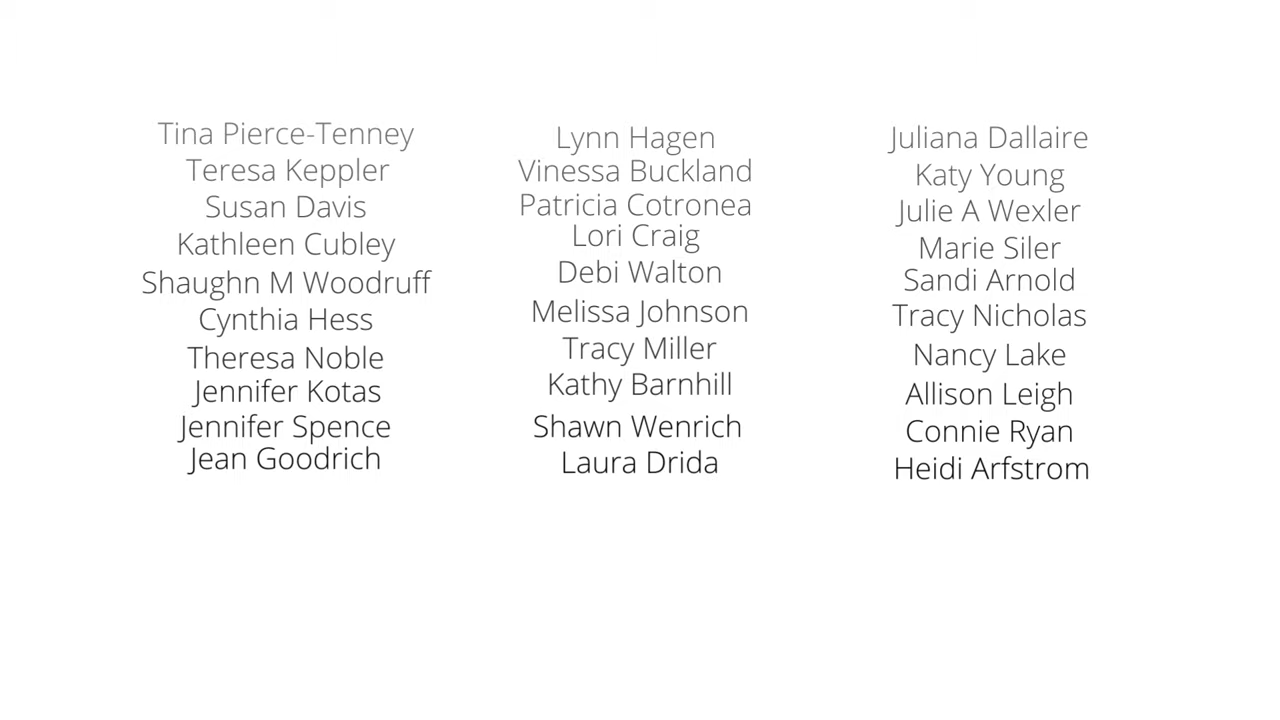 Tina Pierce-Tenney
Teresa Keppler
Susan Davis
Kathleen Cubley
Shaughn M Woodruff
Cynthia Hess
Theresa Noble
Jennifer Kotas
Jennifer Spence
Jean Goodrich
Lynn Hagen
Vinessa Buckland
Patricia Cotronea
Lori Craig
Debi Walton
Melissa Johnson
Tracy Miller
Kathy Barnhill
Shawn Wenrich
Laura Drida
Juliana Dallaire
Katy Young
Julie A Wexler
Marie Siler
Sandi Arnold
Tracy Nicholas
Nancy Lake
Allison Leigh
Connie Ryan
Heidi Arfstrom